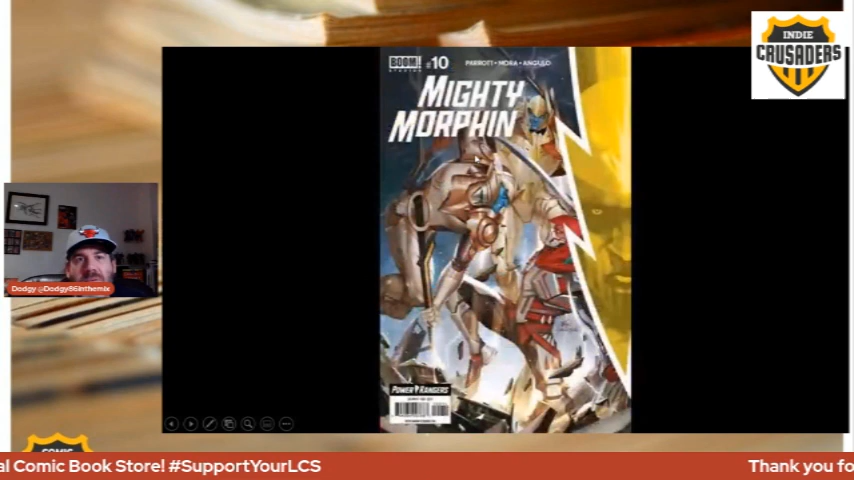 INDIE
CRUSADERS
BOOM!
STUDIOS
#10
PARROTT • MORA • ANGULO
MIGHTY
MORPHIN
POWER RANGERS
Dodgy @Dodgy86inthemix
COMIC
al Comic Book Store! #SupportYourLCS
Thank you fo